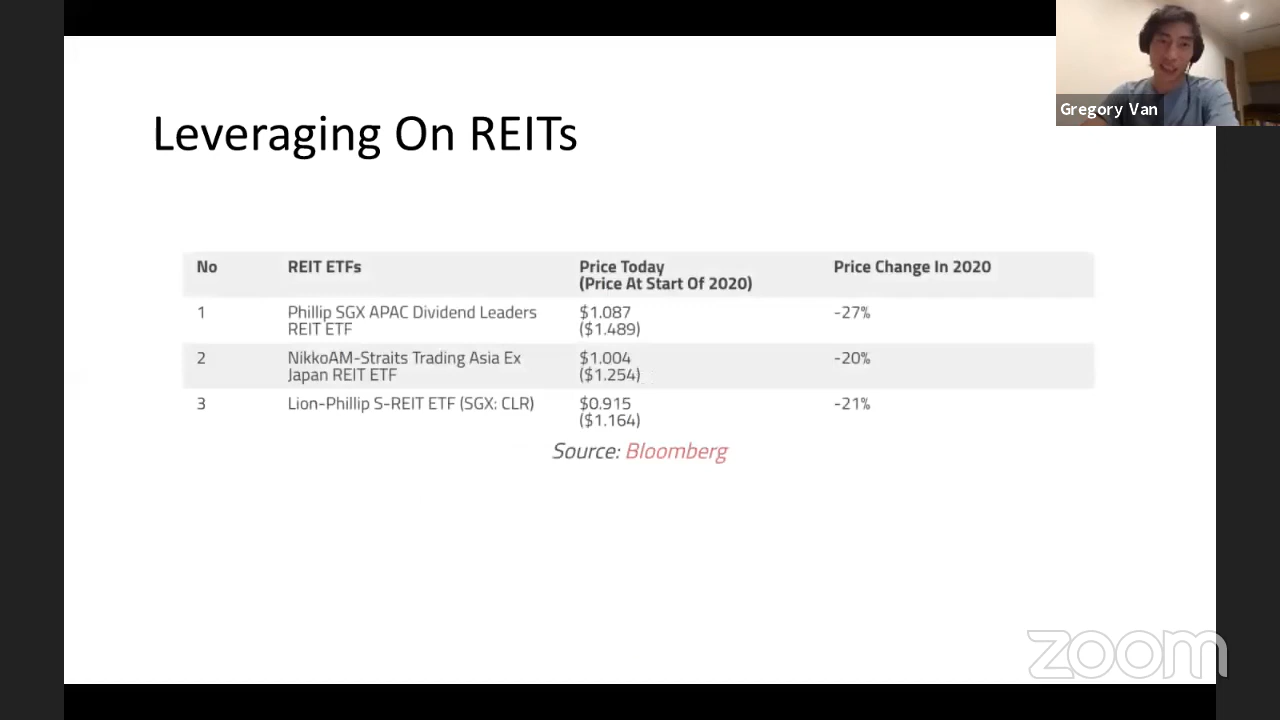 Gregory Van
Leveraging On REITs
No REIT ETFs Price Today Price Change In 2020
(Price At Start Of 2020)
1 Phillip SGX APAC Dividend Leaders $1.087 -27%
REIT ETF ($1.489)
2 NikkoAM-Straits Trading Asia Ex $1.004 -20%
Japan REIT ETF ($1.254)
3 Lion-Phillip S-REIT ETF (SGX: CLR) $0.915 -21%
($1.164)
Source: Bloomberg
zoom